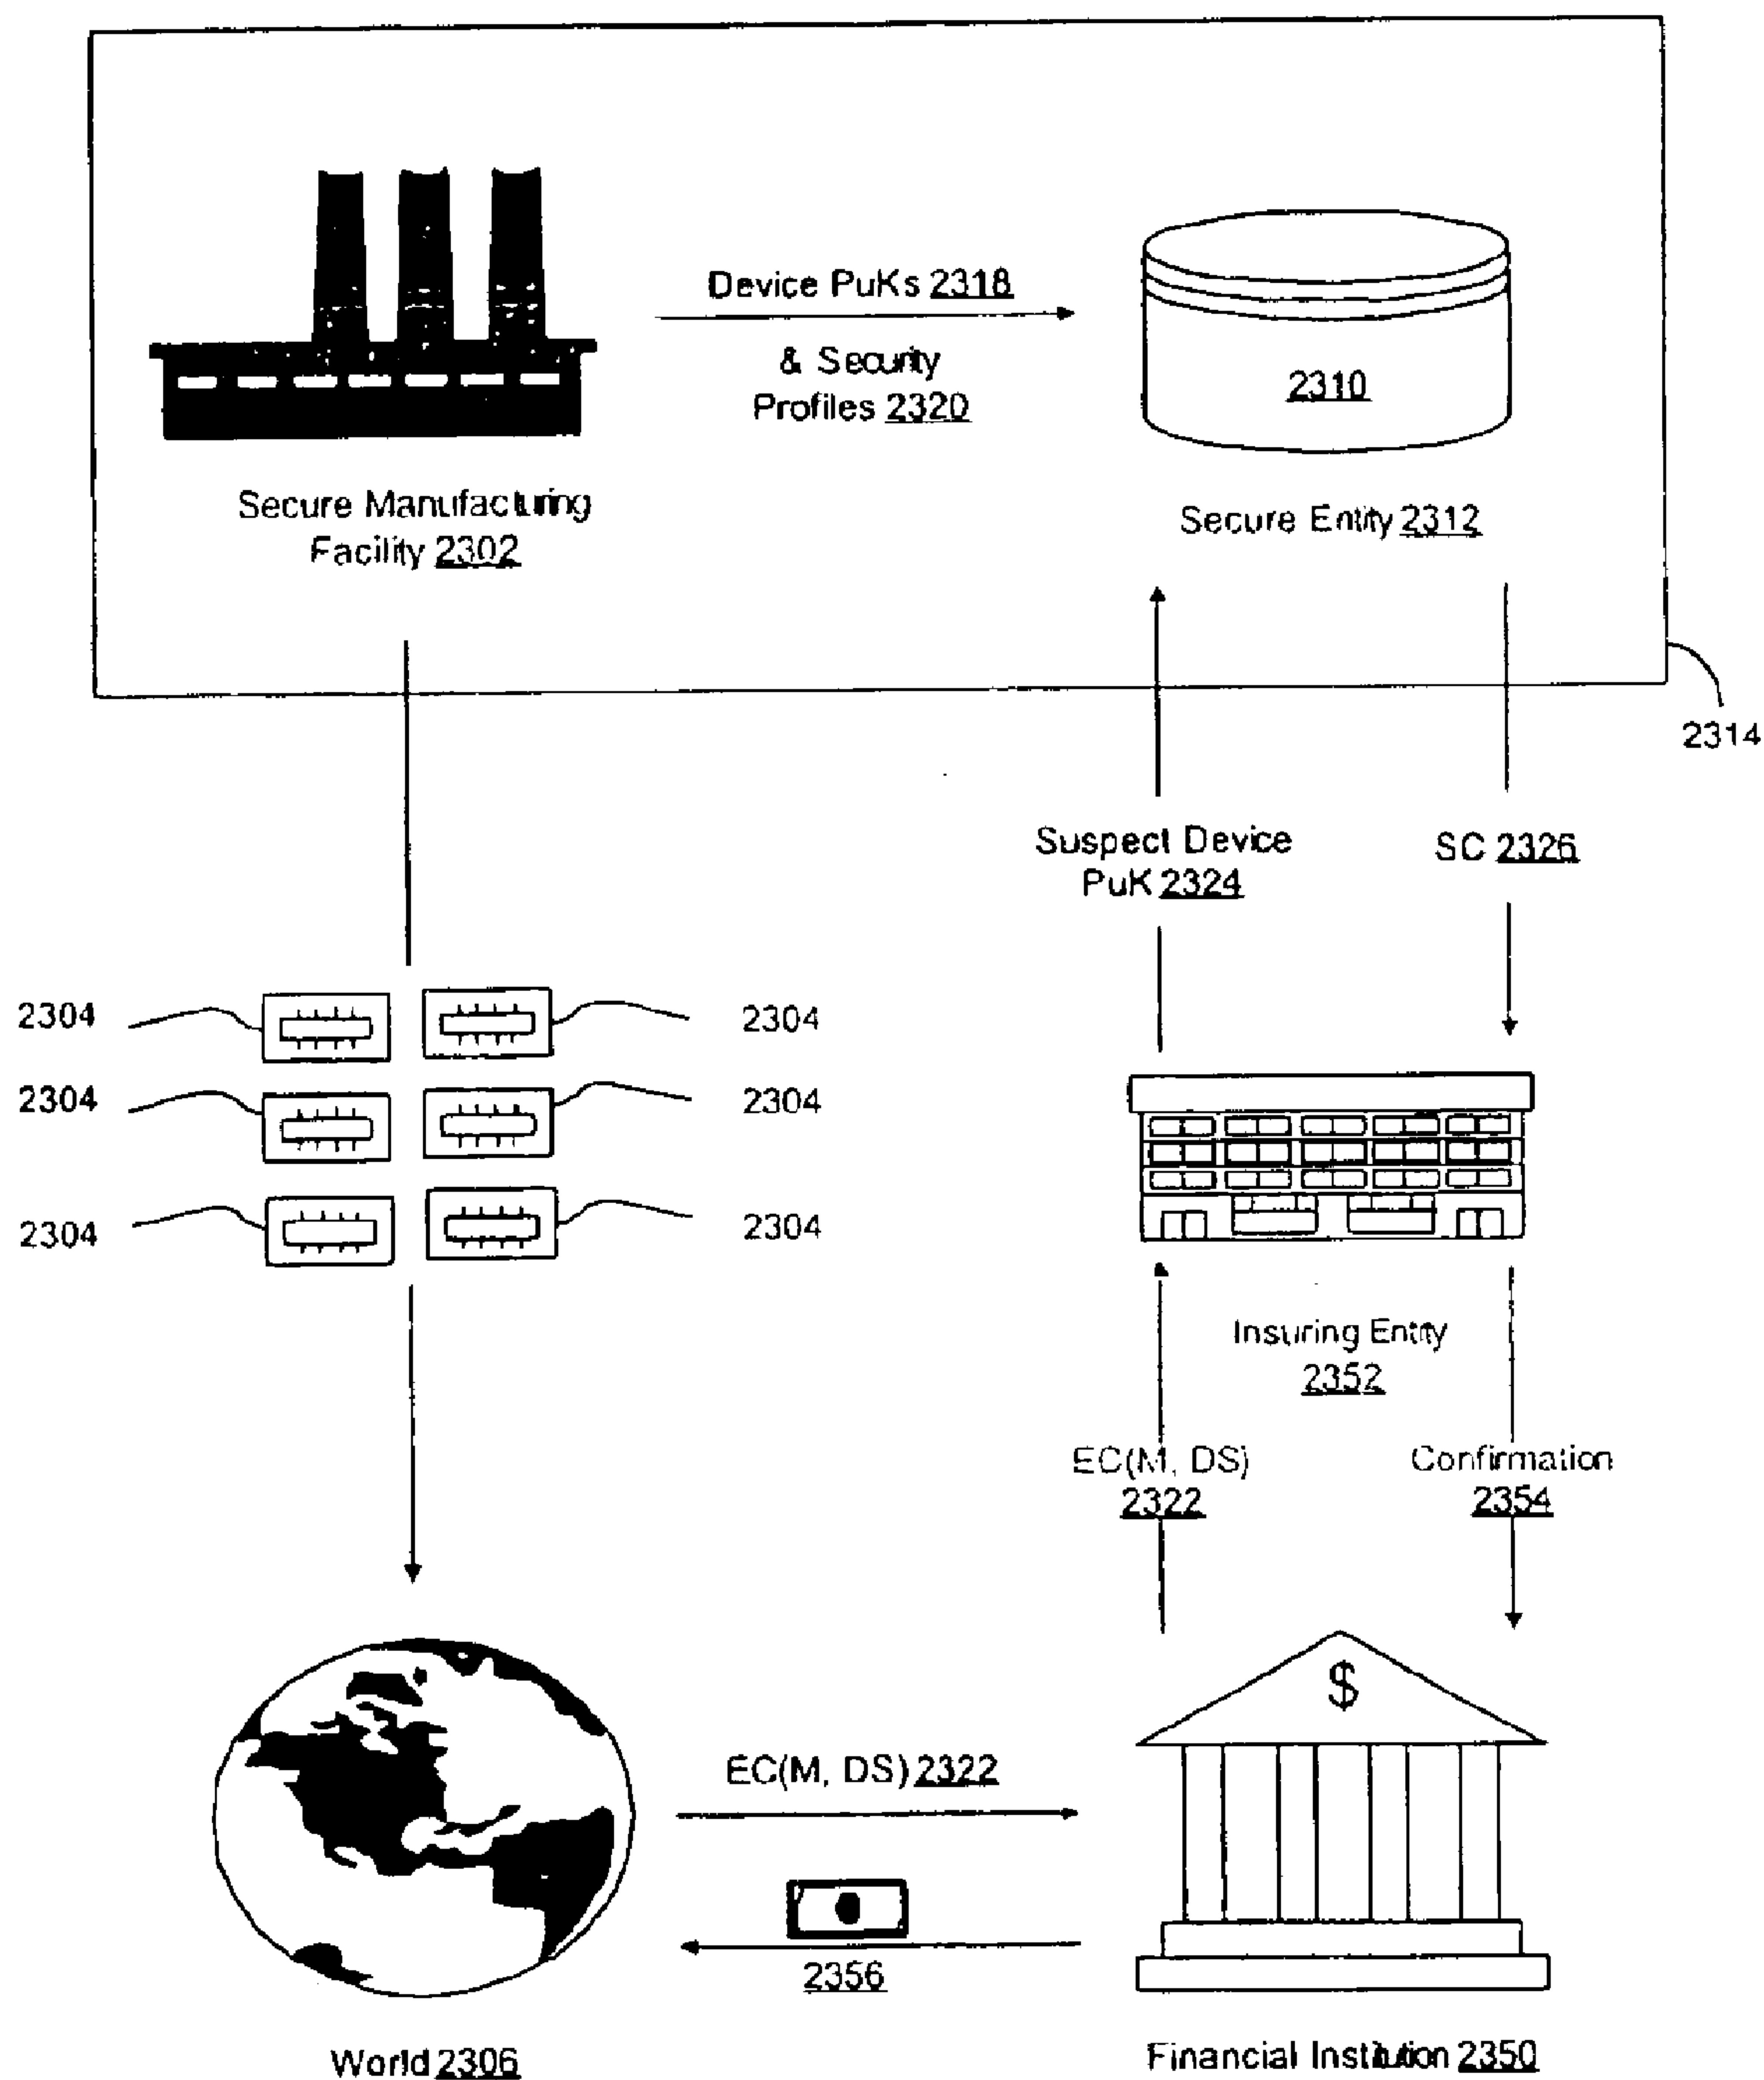 Device PuKs 2318
& Security
Profiles 2320
2310
Secure Manufacturing
Facility 2302
Secure Entity 2312
2314
Suspect Device
PuK 2324
SC 2326
2304
2304
2304
2304
2304
2304
Insuring Entity
2352
EC(M, DS)
2322
Confirmation
2354
$
EC(M, DS) 2322
2356
World 2306
Financial Institution 2350